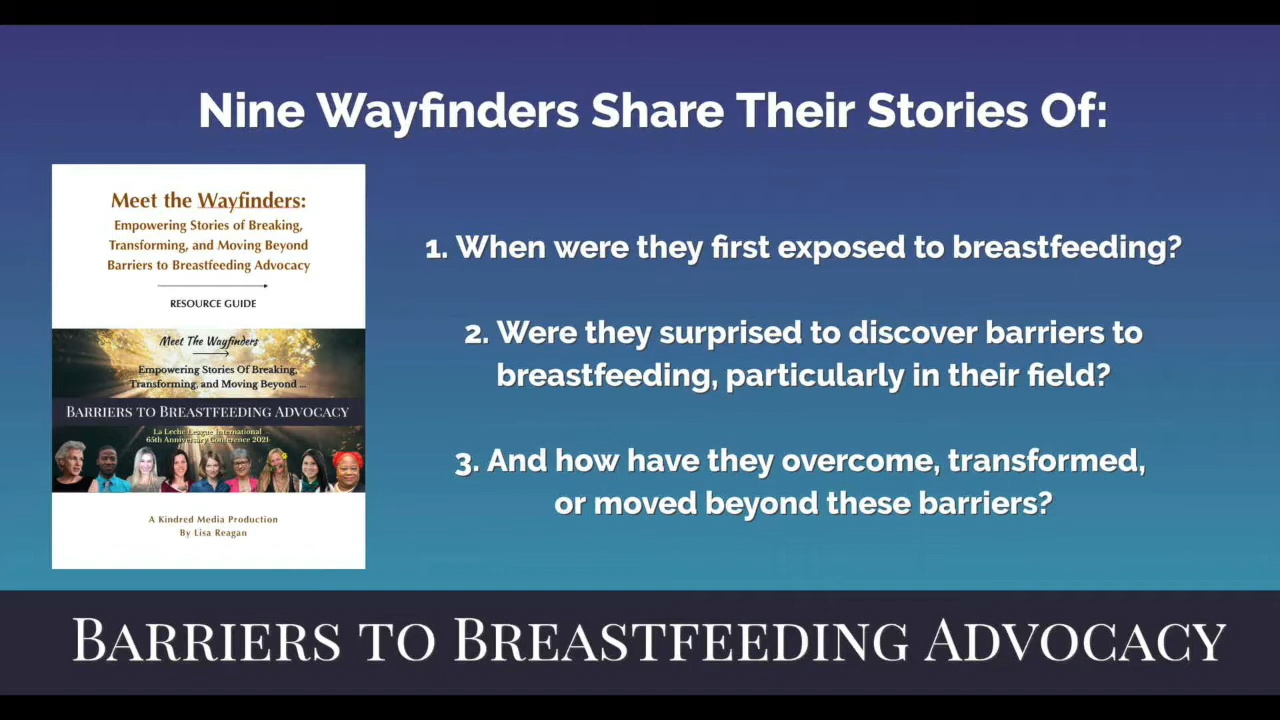 Nine Wayfinders Share Their Stories Of:
Meet the Wayfinders:
Empowering Stories of Breaking,
Transforming, and Moving Beyond
Barriers to Breastfeeding Advocacy
RESOURCE GUIDE
Meet The Wayfinders
Empowering Stories Of Breaking,
Transforming, and Moving Beyond ...
BARRIERS TO BREASTFEEDING ADVOCACY
La Leche League International
65th Anniversary Conference 2021
A Kindred Media Production
By Lisa Reagan
1. When were they first exposed to breastfeeding?
2. Were they surprised to discover barriers to
breastfeeding, particularly in their field?
3. And how have they overcome, transformed,
or moved beyond these barriers?
BARRIERS TO BREASTFEEDING ADVOCACY